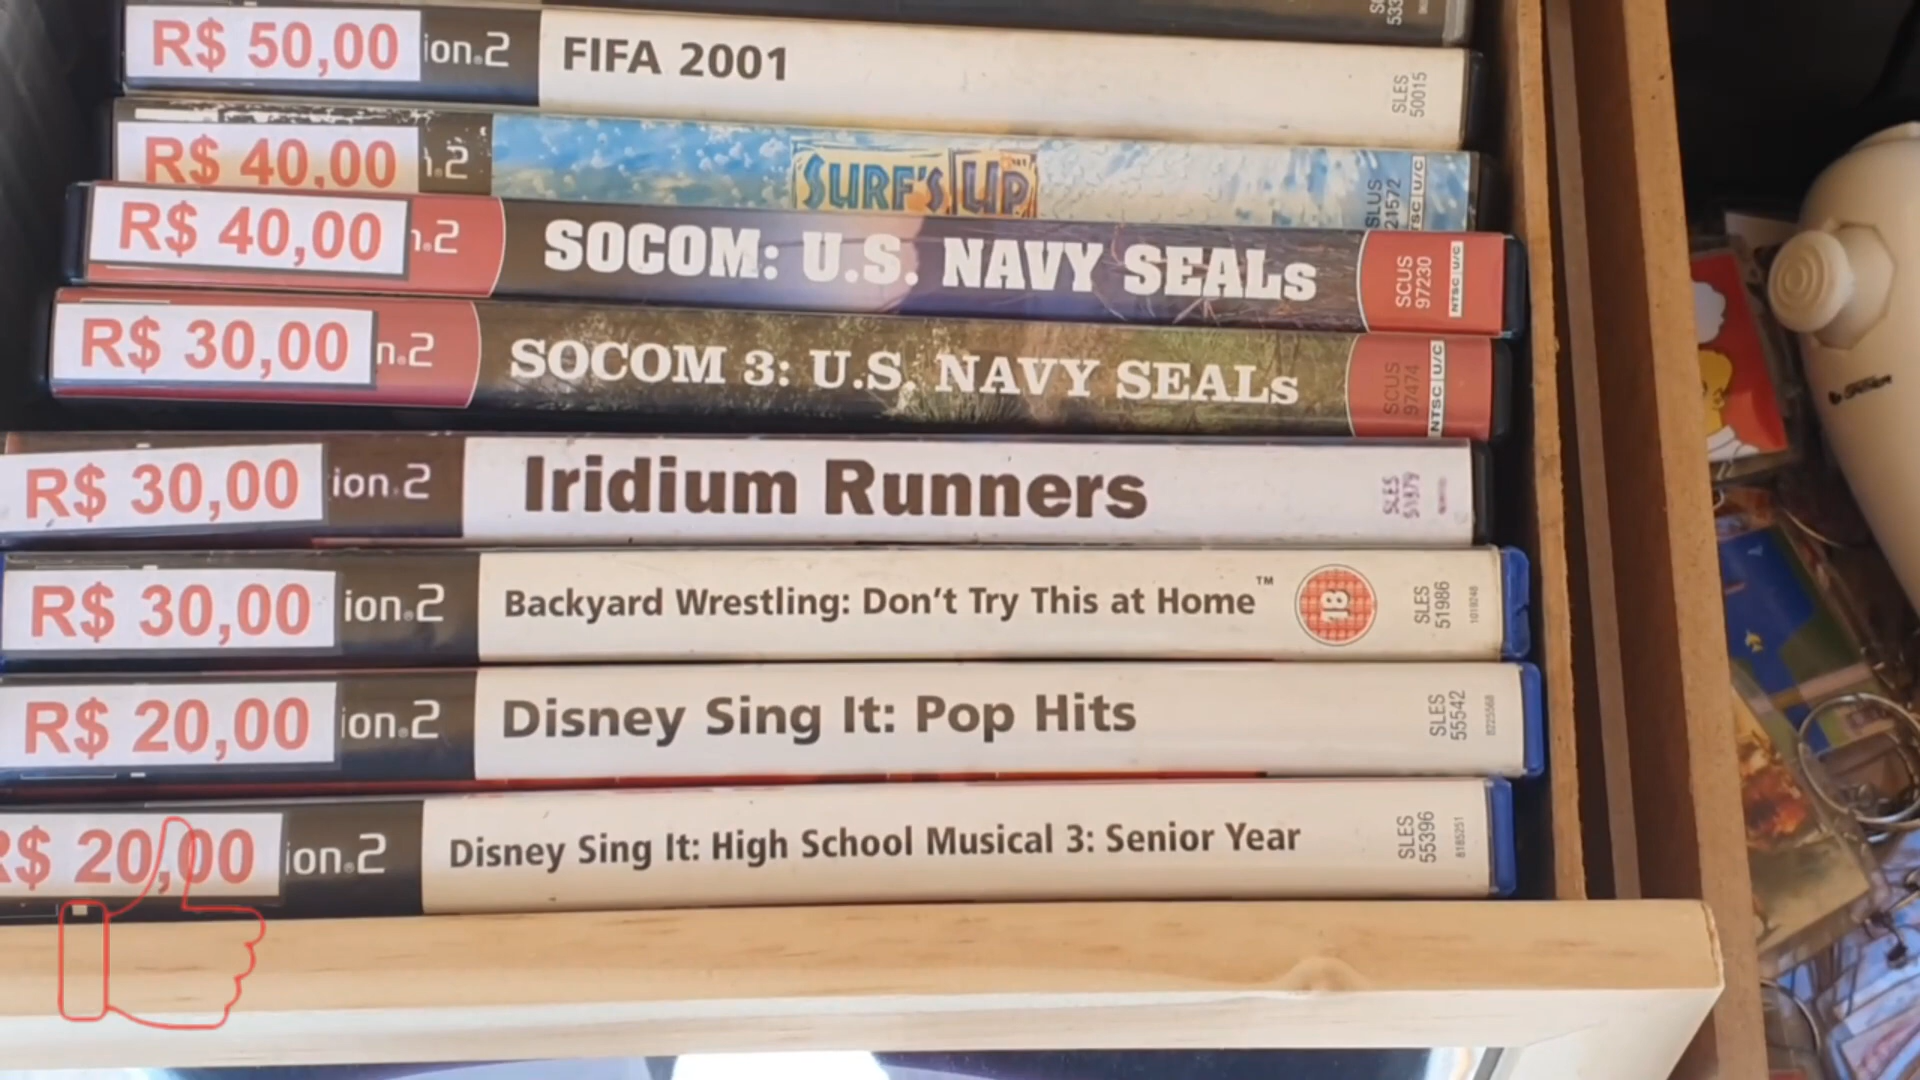 R$ 50,00 ion.2 FIFA 2001 SLES 50015
R$ 40,00 .2 SURF'S UP SLUS 21572 NTSC U/C
R$ 40,00 n.2 SOCOM: U.S. NAVY SEALs SCUS 97230 NTSC U/C
R$ 30,00 n.2 SOCOM 3: U.S. NAVY SEALs SCUS 97474 NTSC U/C
R$ 30,00 ion.2 Iridium Runners SLES
R$ 30,00 ion.2 Backyard Wrestling: Don't Try This at Home™ 18 SLES 51986
R$ 20,00 ion.2 Disney Sing It: Pop Hits SLES 55542
R$ 20,00 ion.2 Disney Sing It: High School Musical 3: Senior Year SLES 55396